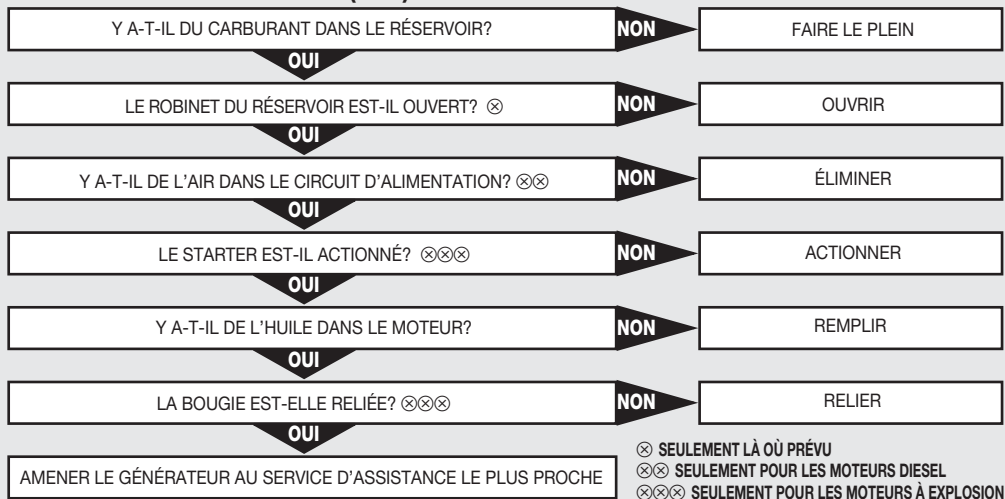 Y A-T-IL DU CARBURANT DANS LE RÉSERVOIR? NON FAIRE LE PLEIN
OUI
LE ROBINET DU RÉSERVOIR EST-IL OUVERT? ⊗ NON OUVRIR
OUI
Y A-T-IL DE L’AIR DANS LE CIRCUIT D’ALIMENTATION? ⊗⊗ NON ÉLIMINER
OUI
LE STARTER EST-IL ACTIONNÉ? ⊗⊗⊗ NON ACTIONNER
OUI
Y A-T-IL DE L’HUILE DANS LE MOTEUR? NON REMPLIR
OUI
LA BOUGIE EST-ELLE RELIÉE? ⊗⊗⊗ NON RELIER
OUI
AMENER LE GÉNÉRATEUR AU SERVICE D’ASSISTANCE LE PLUS PROCHE
⊗ SEULEMENT LÀ OÙ PRÉVU
⊗⊗ SEULEMENT POUR LES MOTEURS DIESEL
⊗⊗⊗ SEULEMENT POUR LES MOTEURS À EXPLOSION